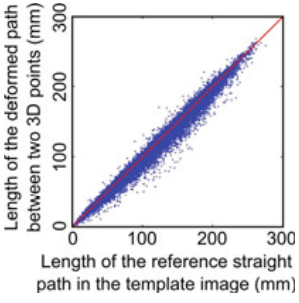 Length of the deformed path
between two 3D points (mm)
300
200
100
0
0 100 200 300
Length of the reference straight
path in the template image (mm)